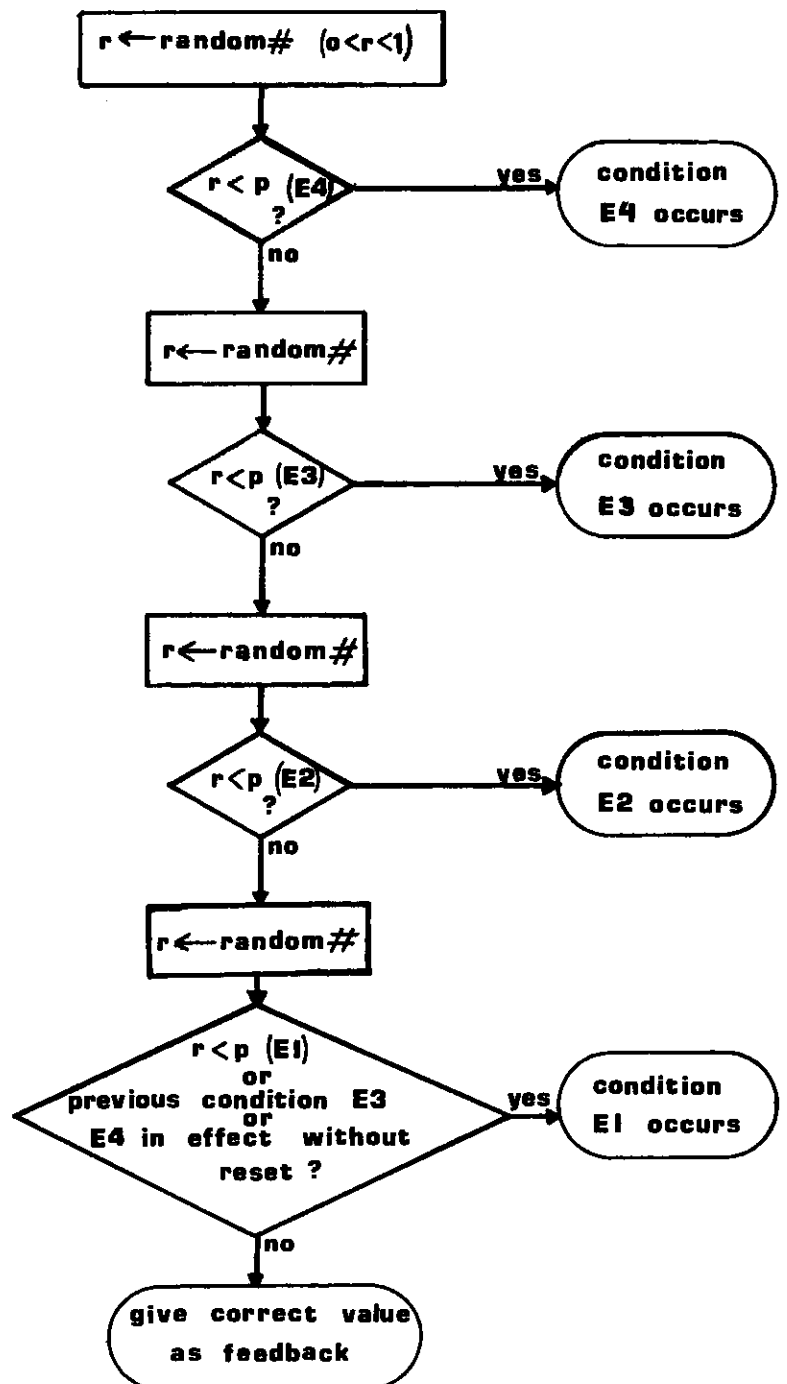 r ← random # (o<r<1)
r < p (E4)
?
yes
condition
E4 occurs
no
r ← random #
r < p (E3)
?
yes
condition
E3 occurs
no
r ← random #
r < p (E2)
?
yes
condition
E2 occurs
no
r ← random #
r < p (E1)
or
previous condition E3
or
E4 in effect without
reset ?
yes
condition
E1 occurs
no
give correct value
as feedback